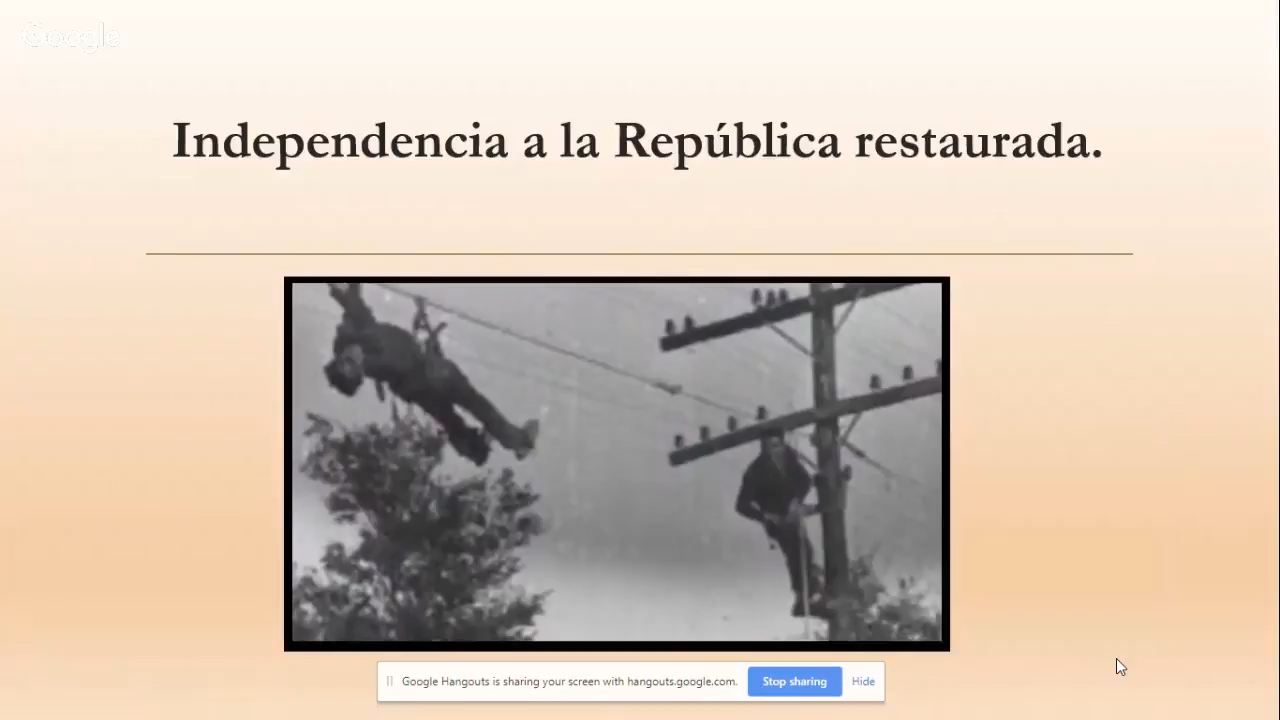 Google
Independencia a la República restaurada.
Google Hangouts is sharing your screen with hangouts.google.com. Stop sharing Hide